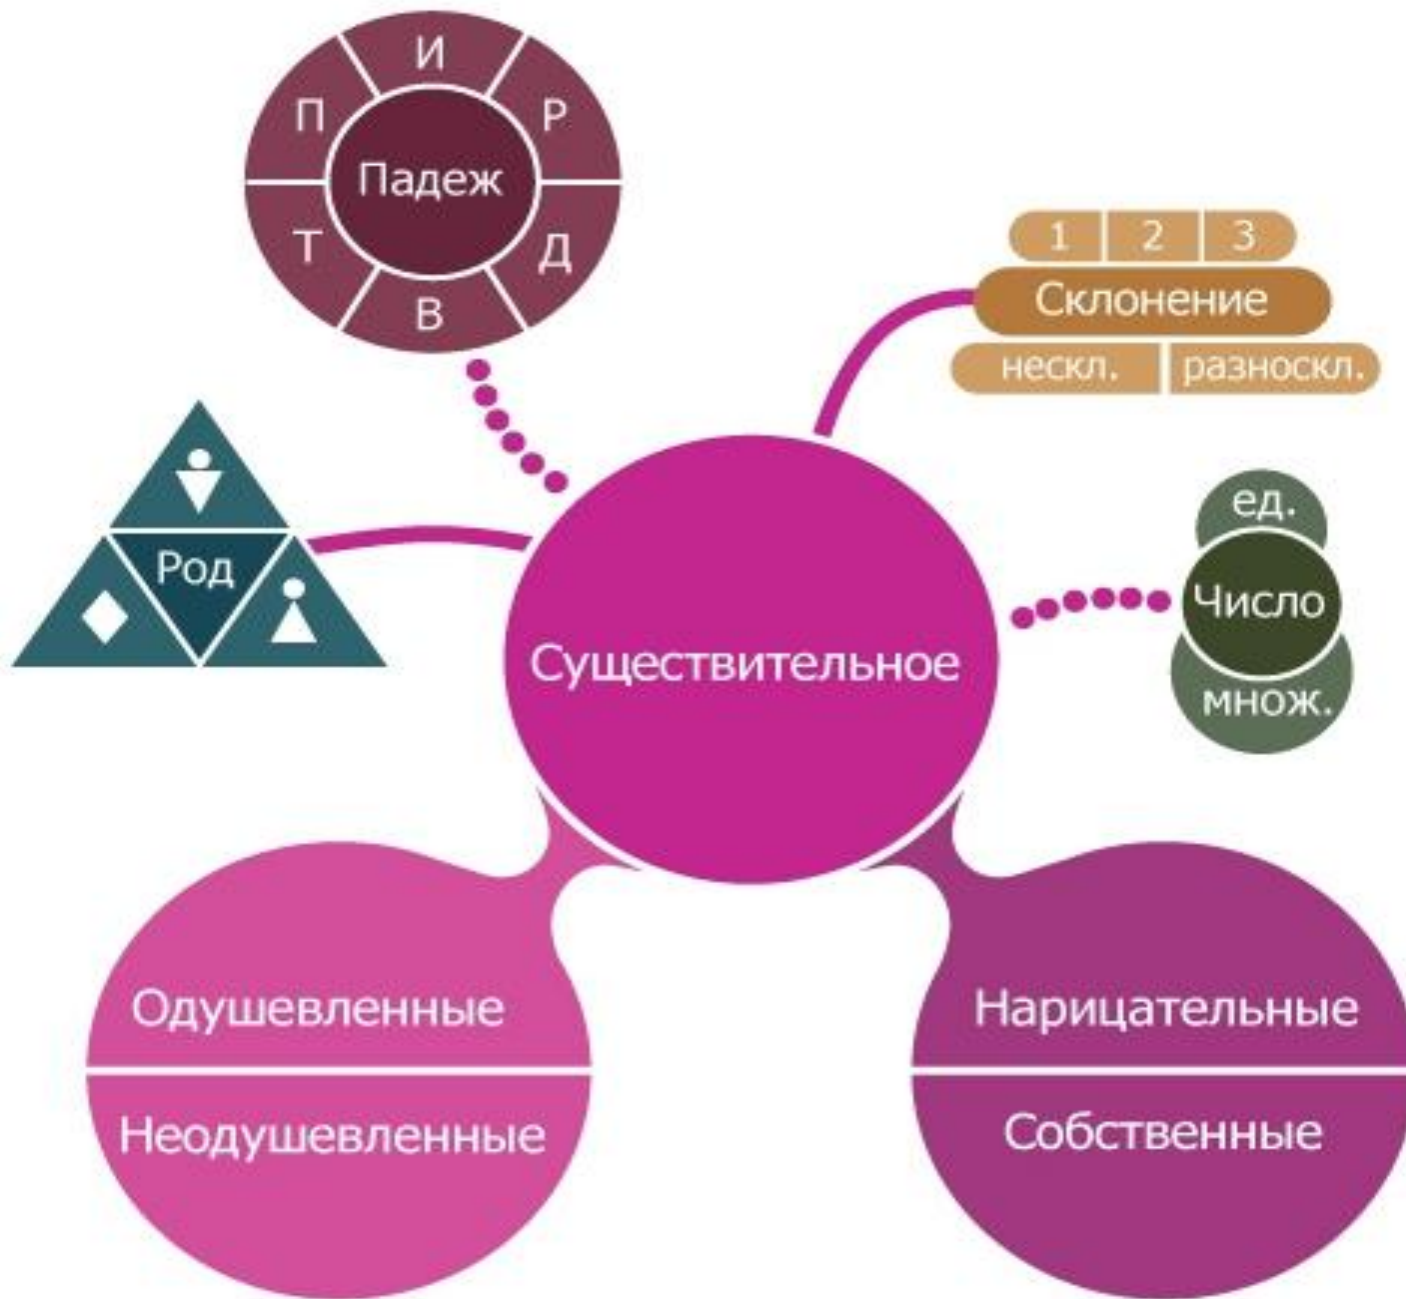 И
П
Р
Падеж
Т
Д
В
1 2 3
Склонение
нескл. разноскл.
Род
ед.
Число
множ.
Существительное
Одушевленные
Неодушевленные
Нарицательные
Собственные